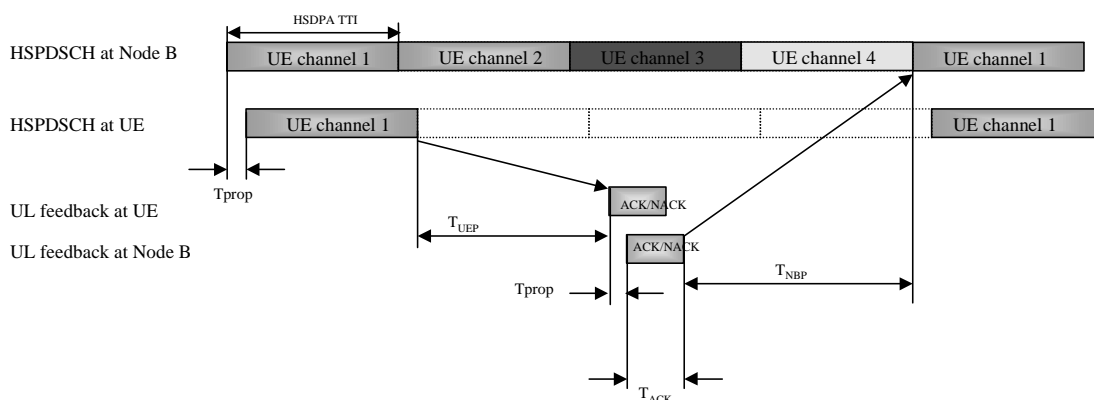 HSDPA TTI
HSPDSCH at Node B
UE channel 1 UE channel 2 UE channel 3 UE channel 4 UE channel 1
HSPDSCH at UE
UE channel 1 UE channel 1
Tprop
UL feedback at UE
ACK/NACK
T_UEP
UL feedback at Node B
ACK/NACK
Tprop
T_NBP
T_ACK